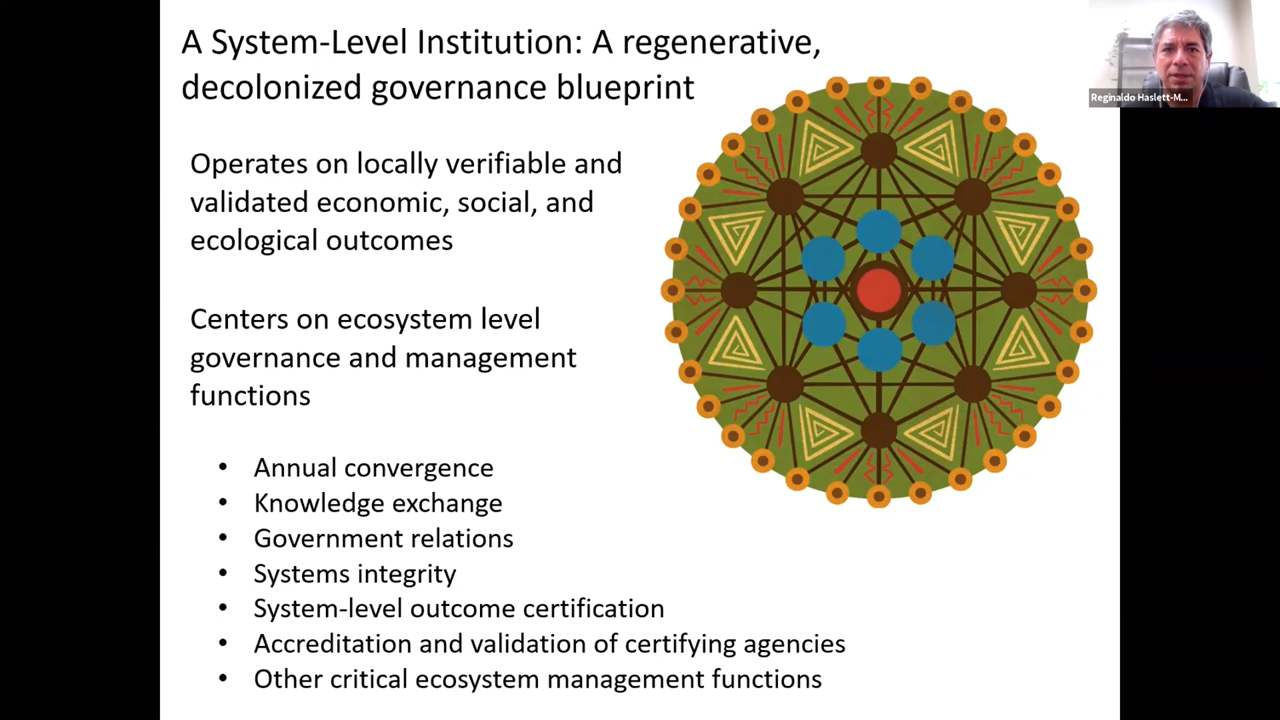 A System-Level Institution: A regenerative,
decolonized governance blueprint
Reginaldo Haslett-M...
Operates on locally verifiable and
validated economic, social, and
ecological outcomes
Centers on ecosystem level
governance and management
functions
• Annual convergence
• Knowledge exchange
• Government relations
• Systems integrity
• System-level outcome certification
• Accreditation and validation of certifying agencies
• Other critical ecosystem management functions